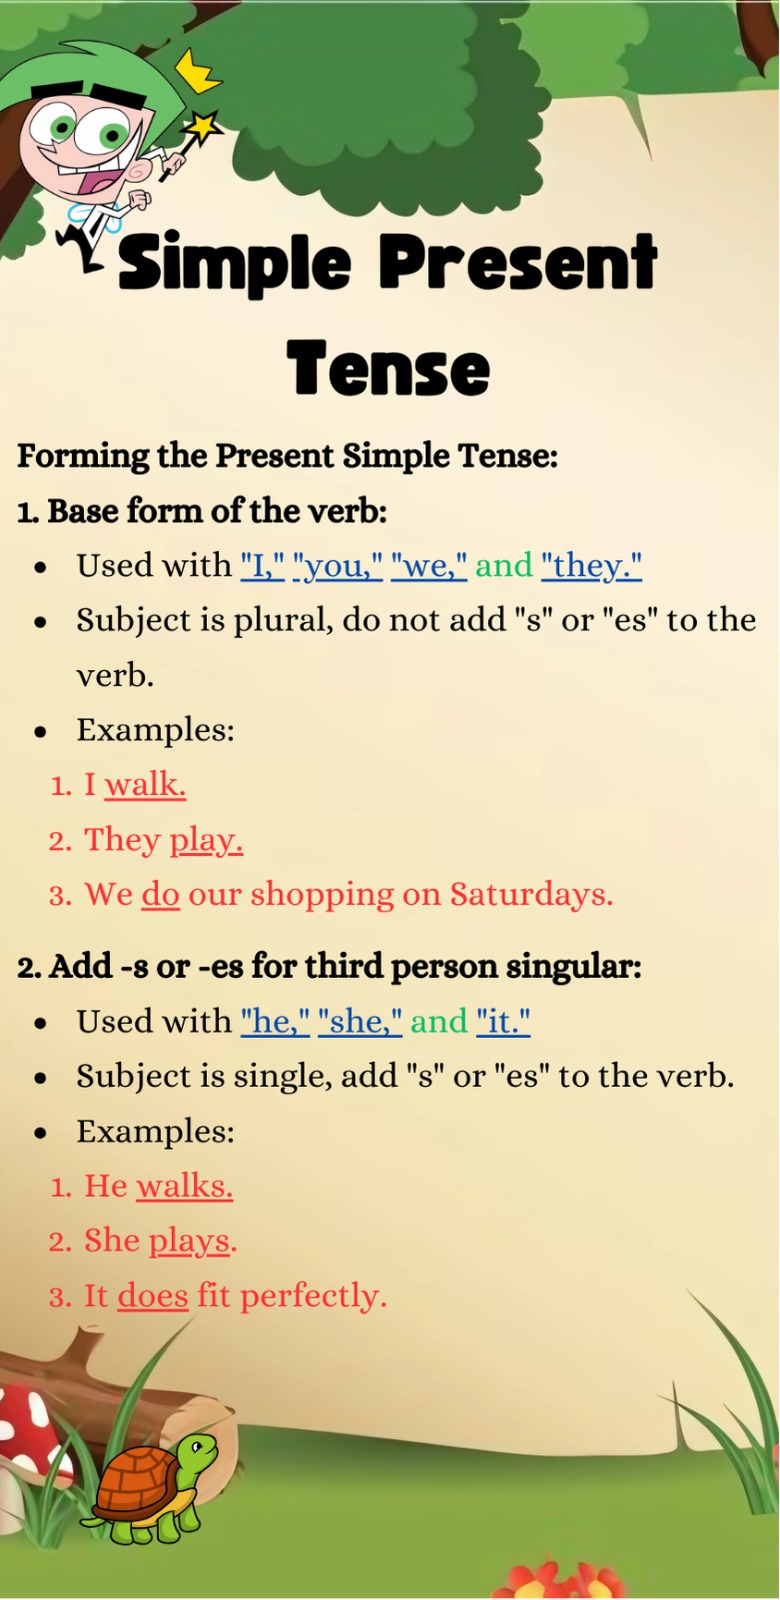 Simple Present
Tense
Forming the Present Simple Tense:
1. Base form of the verb:
• Used with "I," "you," "we," and "they."
• Subject is plural, do not add "s" or "es" to the
verb.
• Examples:
1. I walk.
2. They play.
3. We do our shopping on Saturdays.
2. Add -s or -es for third person singular:
• Used with "he," "she," and "it."
• Subject is single, add "s" or "es" to the verb.
• Examples:
1. He walks.
2. She plays.
3. It does fit perfectly.